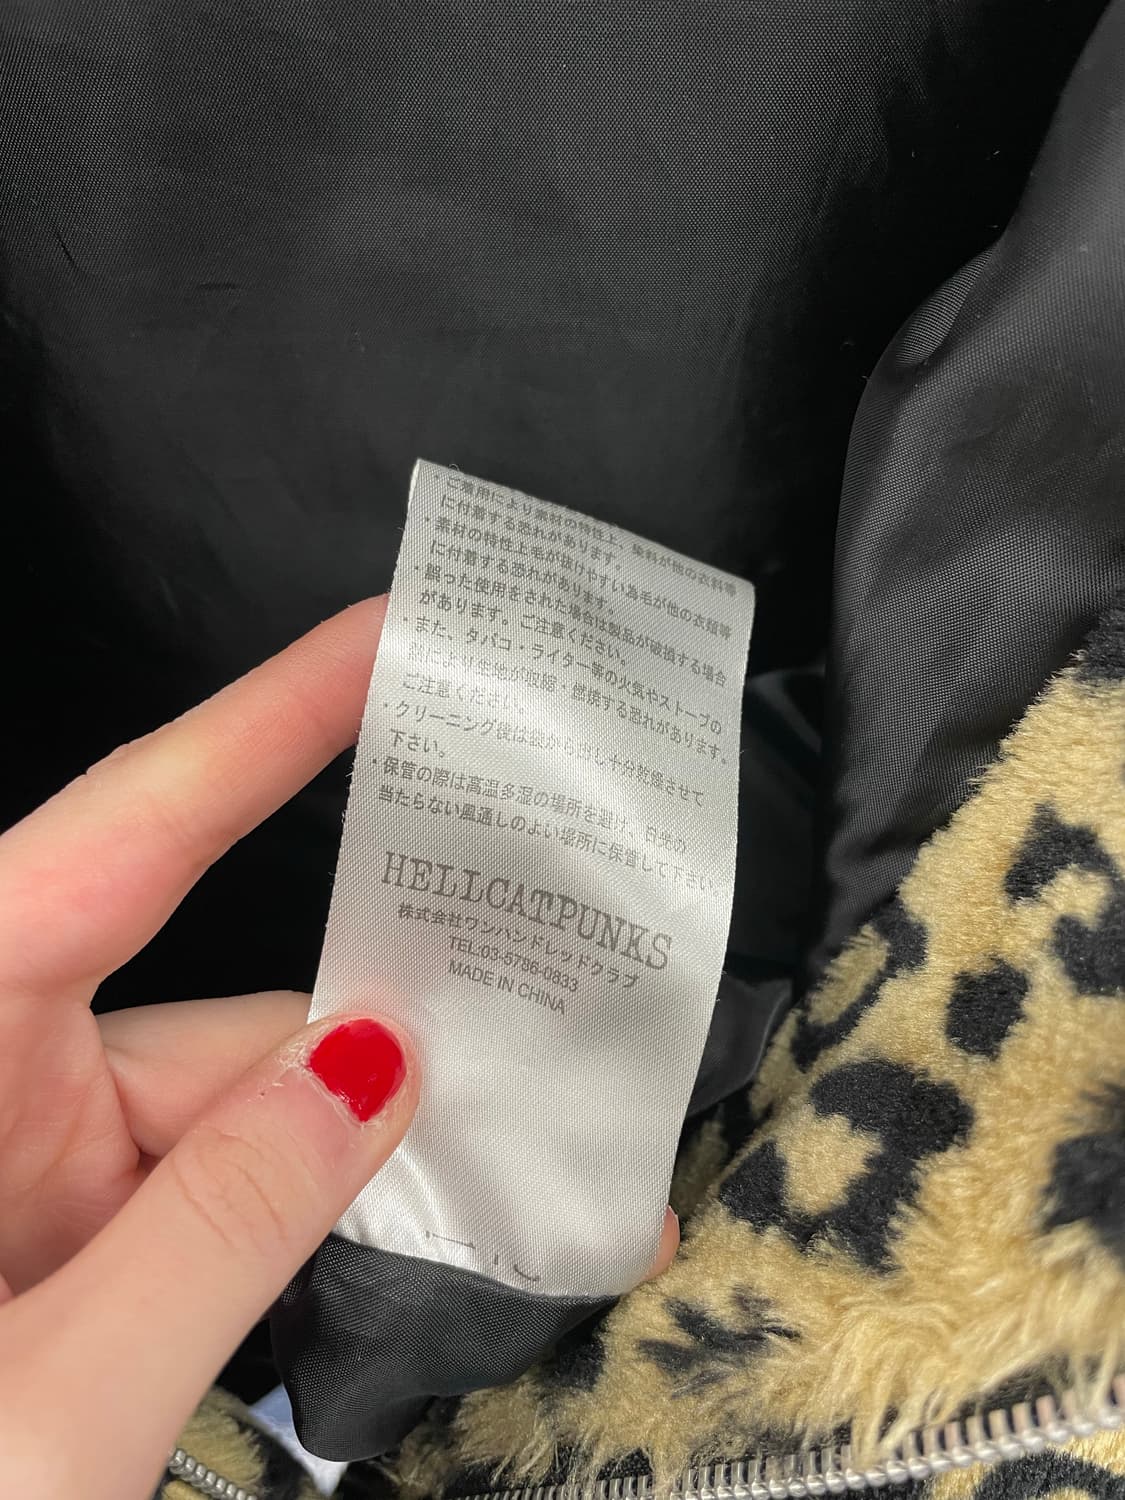 ・ご着用により素材の特性上、染料が他の衣料等
に付着する恐れがあります。
・素材の特性上毛が抜けやすい為毛が他の衣類等
に付着する恐れがあります。
・誤った使用をされた場合は製品が破損する場合
があります。ご注意ください。
・また、タバコ・ライター等の火気やストーブの
熱により生地が収縮・燃焼する恐れがあります。
ご注意ください。
・クリーニング後は袋から出し十分乾燥させて
下さい。
・保管の際は高温多湿の場所を避け、日光の
当たらない風通しのよい場所に保管して下さい。
HELLCATPUNKS
株式会社ワンハンドレッドクラブ
TEL.03-5786-0833
MADE IN CHINA